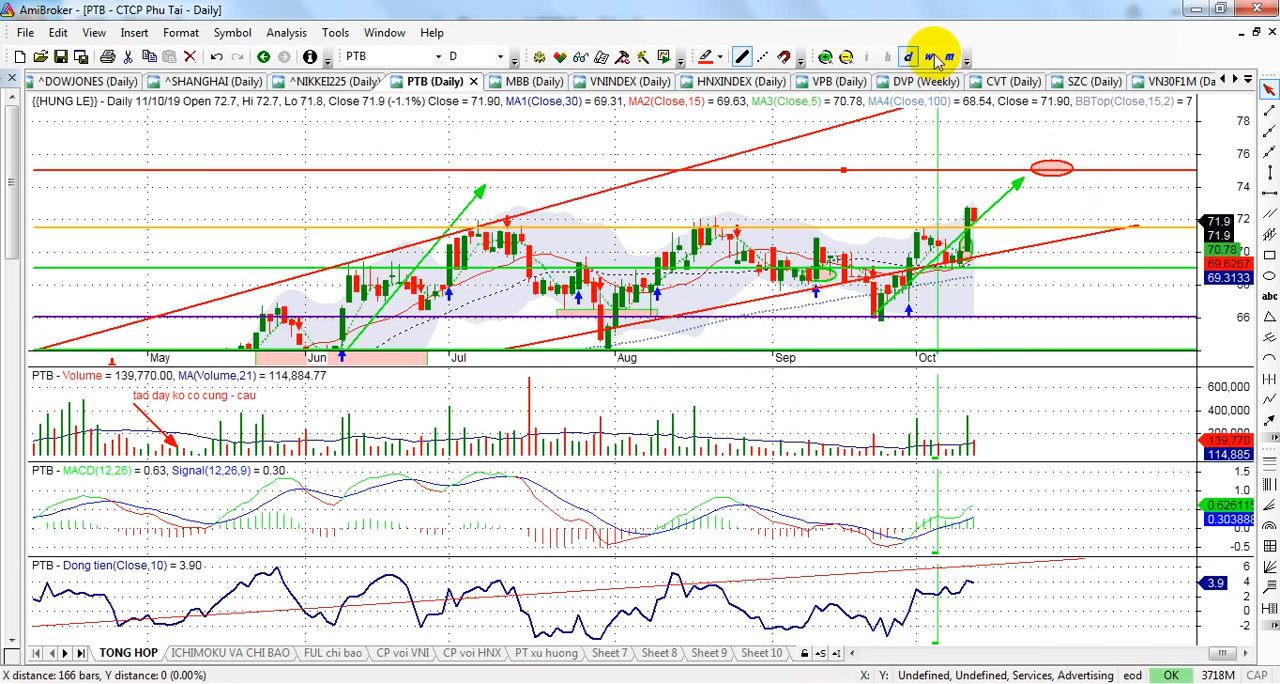 AmiBroker - [PTB - CTCP Phu Tai - Daily]
File Edit View Insert Format Symbol Analysis Tools Window Help
PTB D i h d w m
^DOWJONES (Daily) ^SHANGHAI (Daily) ^NIKKEI225 (Daily) PTB (Daily) MBB (Daily) VNINDEX (Daily) HNXINDEX (Daily) VPB (Daily) DVP (Weekly) CVT (Daily) SZC (Daily) VN30F1M (Da
{{HUNG LE}} - Daily 11/10/19 Open 72.7, Hi 72.7, Lo 71.8, Close 71.9 (-1.1%) Close = 71.90, MA1(Close,30) = 69.31, MA2(Close,15) = 69.63, MA3(Close,5) = 70.78, MA4(Close,100) = 68.54, Close = 71.90, BBTop(Close,15,2) = 7
78
76
74
72
71.9
71.9
70.78
69.6267
69.3133
66
May Jun Jul Aug Sep Oct
PTB - Volume = 139,770.00, MA(Volume,21) = 114,884.77
tao day ko co cung - cau
600,000
400,000
139,770
114,885
PTB - MACD(12,26) = 0.63, Signal(12,26,9) = 0.30
1.5
1.0
0.626115
0.303888
-0.5
PTB - Dong tien(Close,10) = 3.90
6
4
3.9
2
0
-2
TONG HOP ICHIMOKU VA CHI BAO FUL chi bao CP voi VNI CP voi HNX PT xu huong Sheet 7 Sheet 8 Sheet 9 Sheet 10
X distance: 166 bars, Y distance: 0 (0.00%) X: Y: Undefined, Undefined, Services, Advertising eod OK 3718M CAP